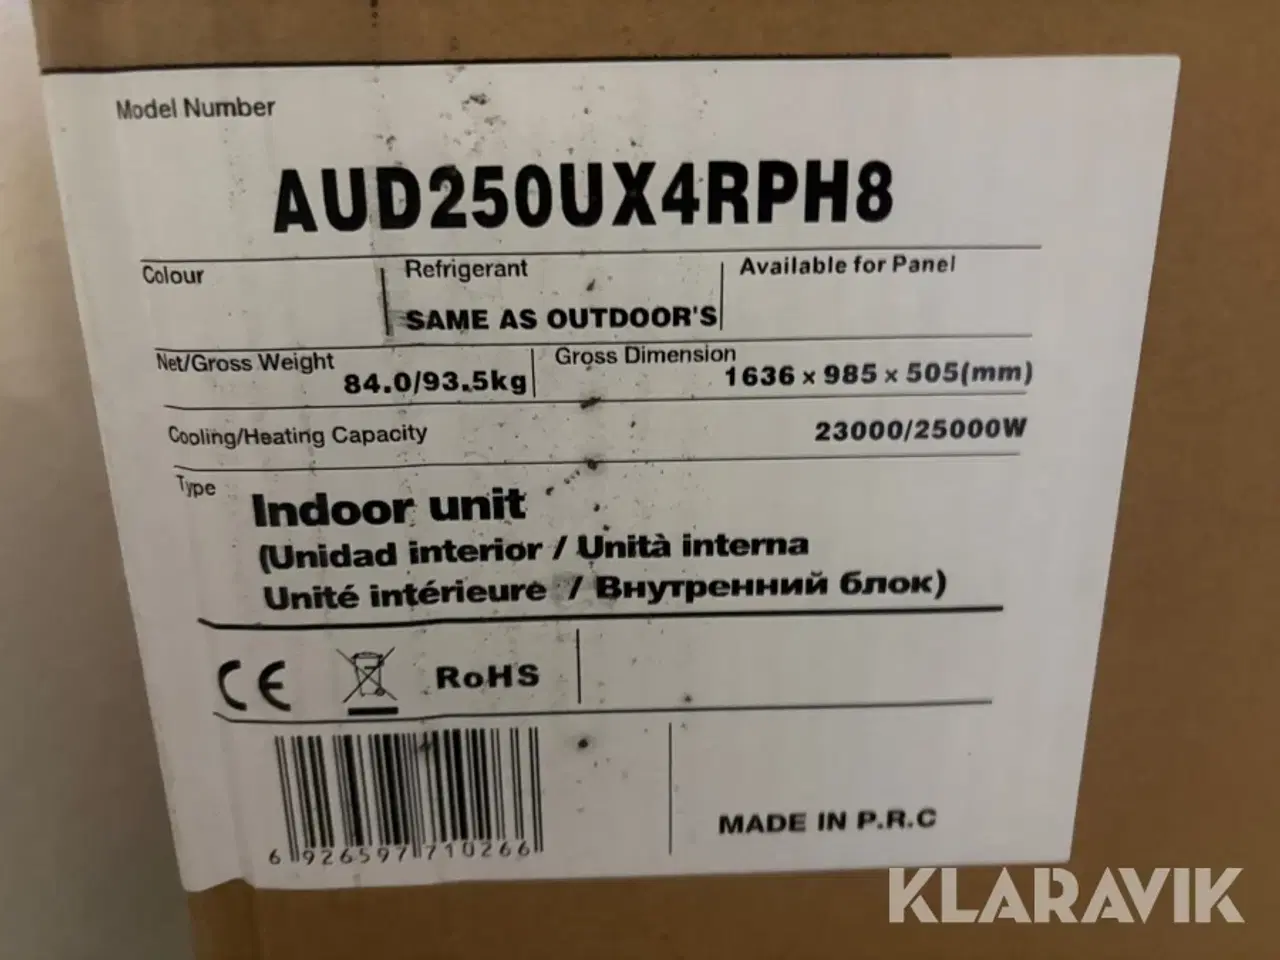 Model Number
AUD250UX4RPH8
Colour
Refrigerant
SAME AS OUTDOOR'S
Available for Panel
Net/Gross Weight
84.0/93.5kg
Gross Dimension
1636 x 985 x 505(mm)
Cooling/Heating Capacity
23000/25000W
Type
Indoor unit
(Unidad interior / Unità interna
Unité intérieure / Внутренний блок)
CE
RoHS
6 926597 710266
MADE IN P.R.C
KLARAVIK